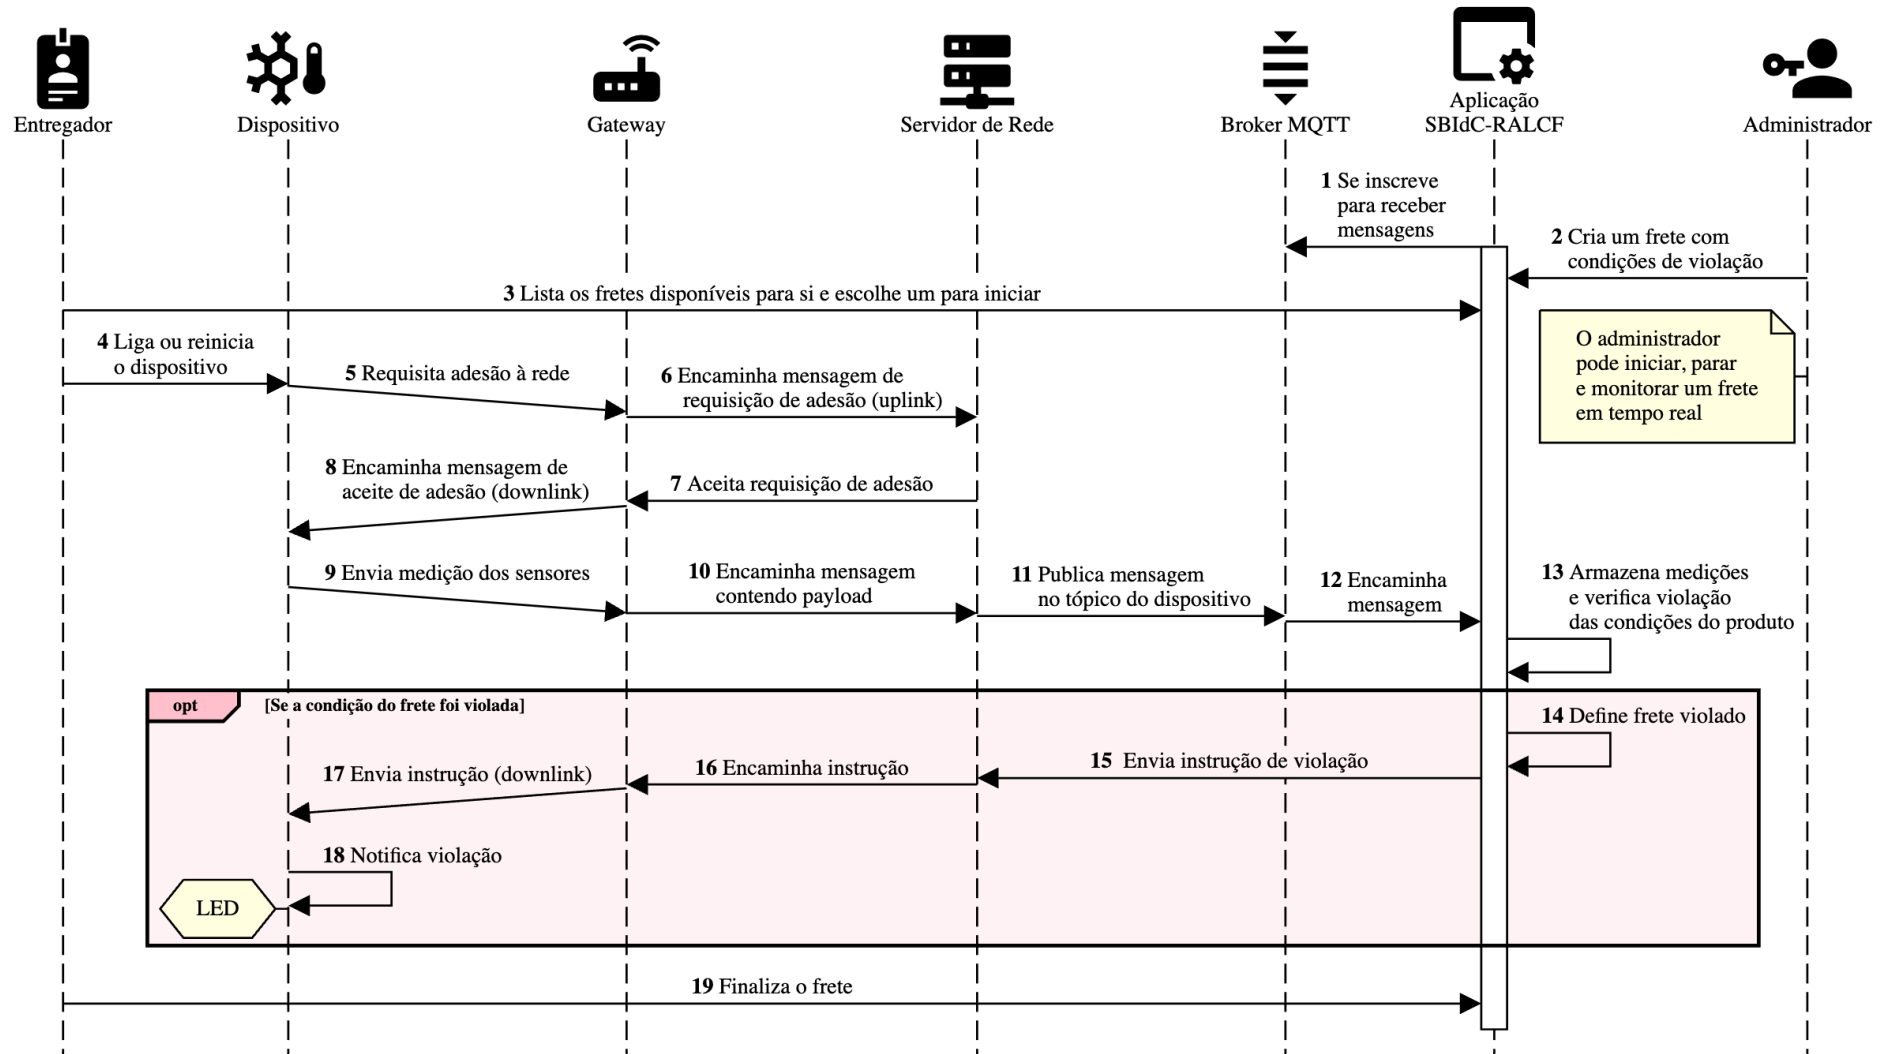 Entregador
Dispositivo
Gateway
Servidor de Rede
Broker MQTT
Aplicação
SBIdC-RALCF
Administrador
1 Se inscreve
para receber
mensagens
2 Cria um frete com
condições de violação
3 Lista os fretes disponíveis para si e escolhe um para iniciar
O administrador
pode iniciar, parar
e monitorar um frete
em tempo real
4 Liga ou reinicia
o dispositivo
5 Requisita adesão à rede
6 Encaminha mensagem de
requisição de adesão (uplink)
7 Aceita requisição de adesão
8 Encaminha mensagem de
aceite de adesão (downlink)
9 Envia medição dos sensores
10 Encaminha mensagem
contendo payload
11 Publica mensagem
no tópico do dispositivo
12 Encaminha
mensagem
13 Armazena medições
e verifica violação
das condições do produto
opt
[Se a condição do frete foi violada]
14 Define frete violado
15 Envia instrução de violação
16 Encaminha instrução
17 Envia instrução (downlink)
18 Notifica violação
LED
19 Finaliza o frete